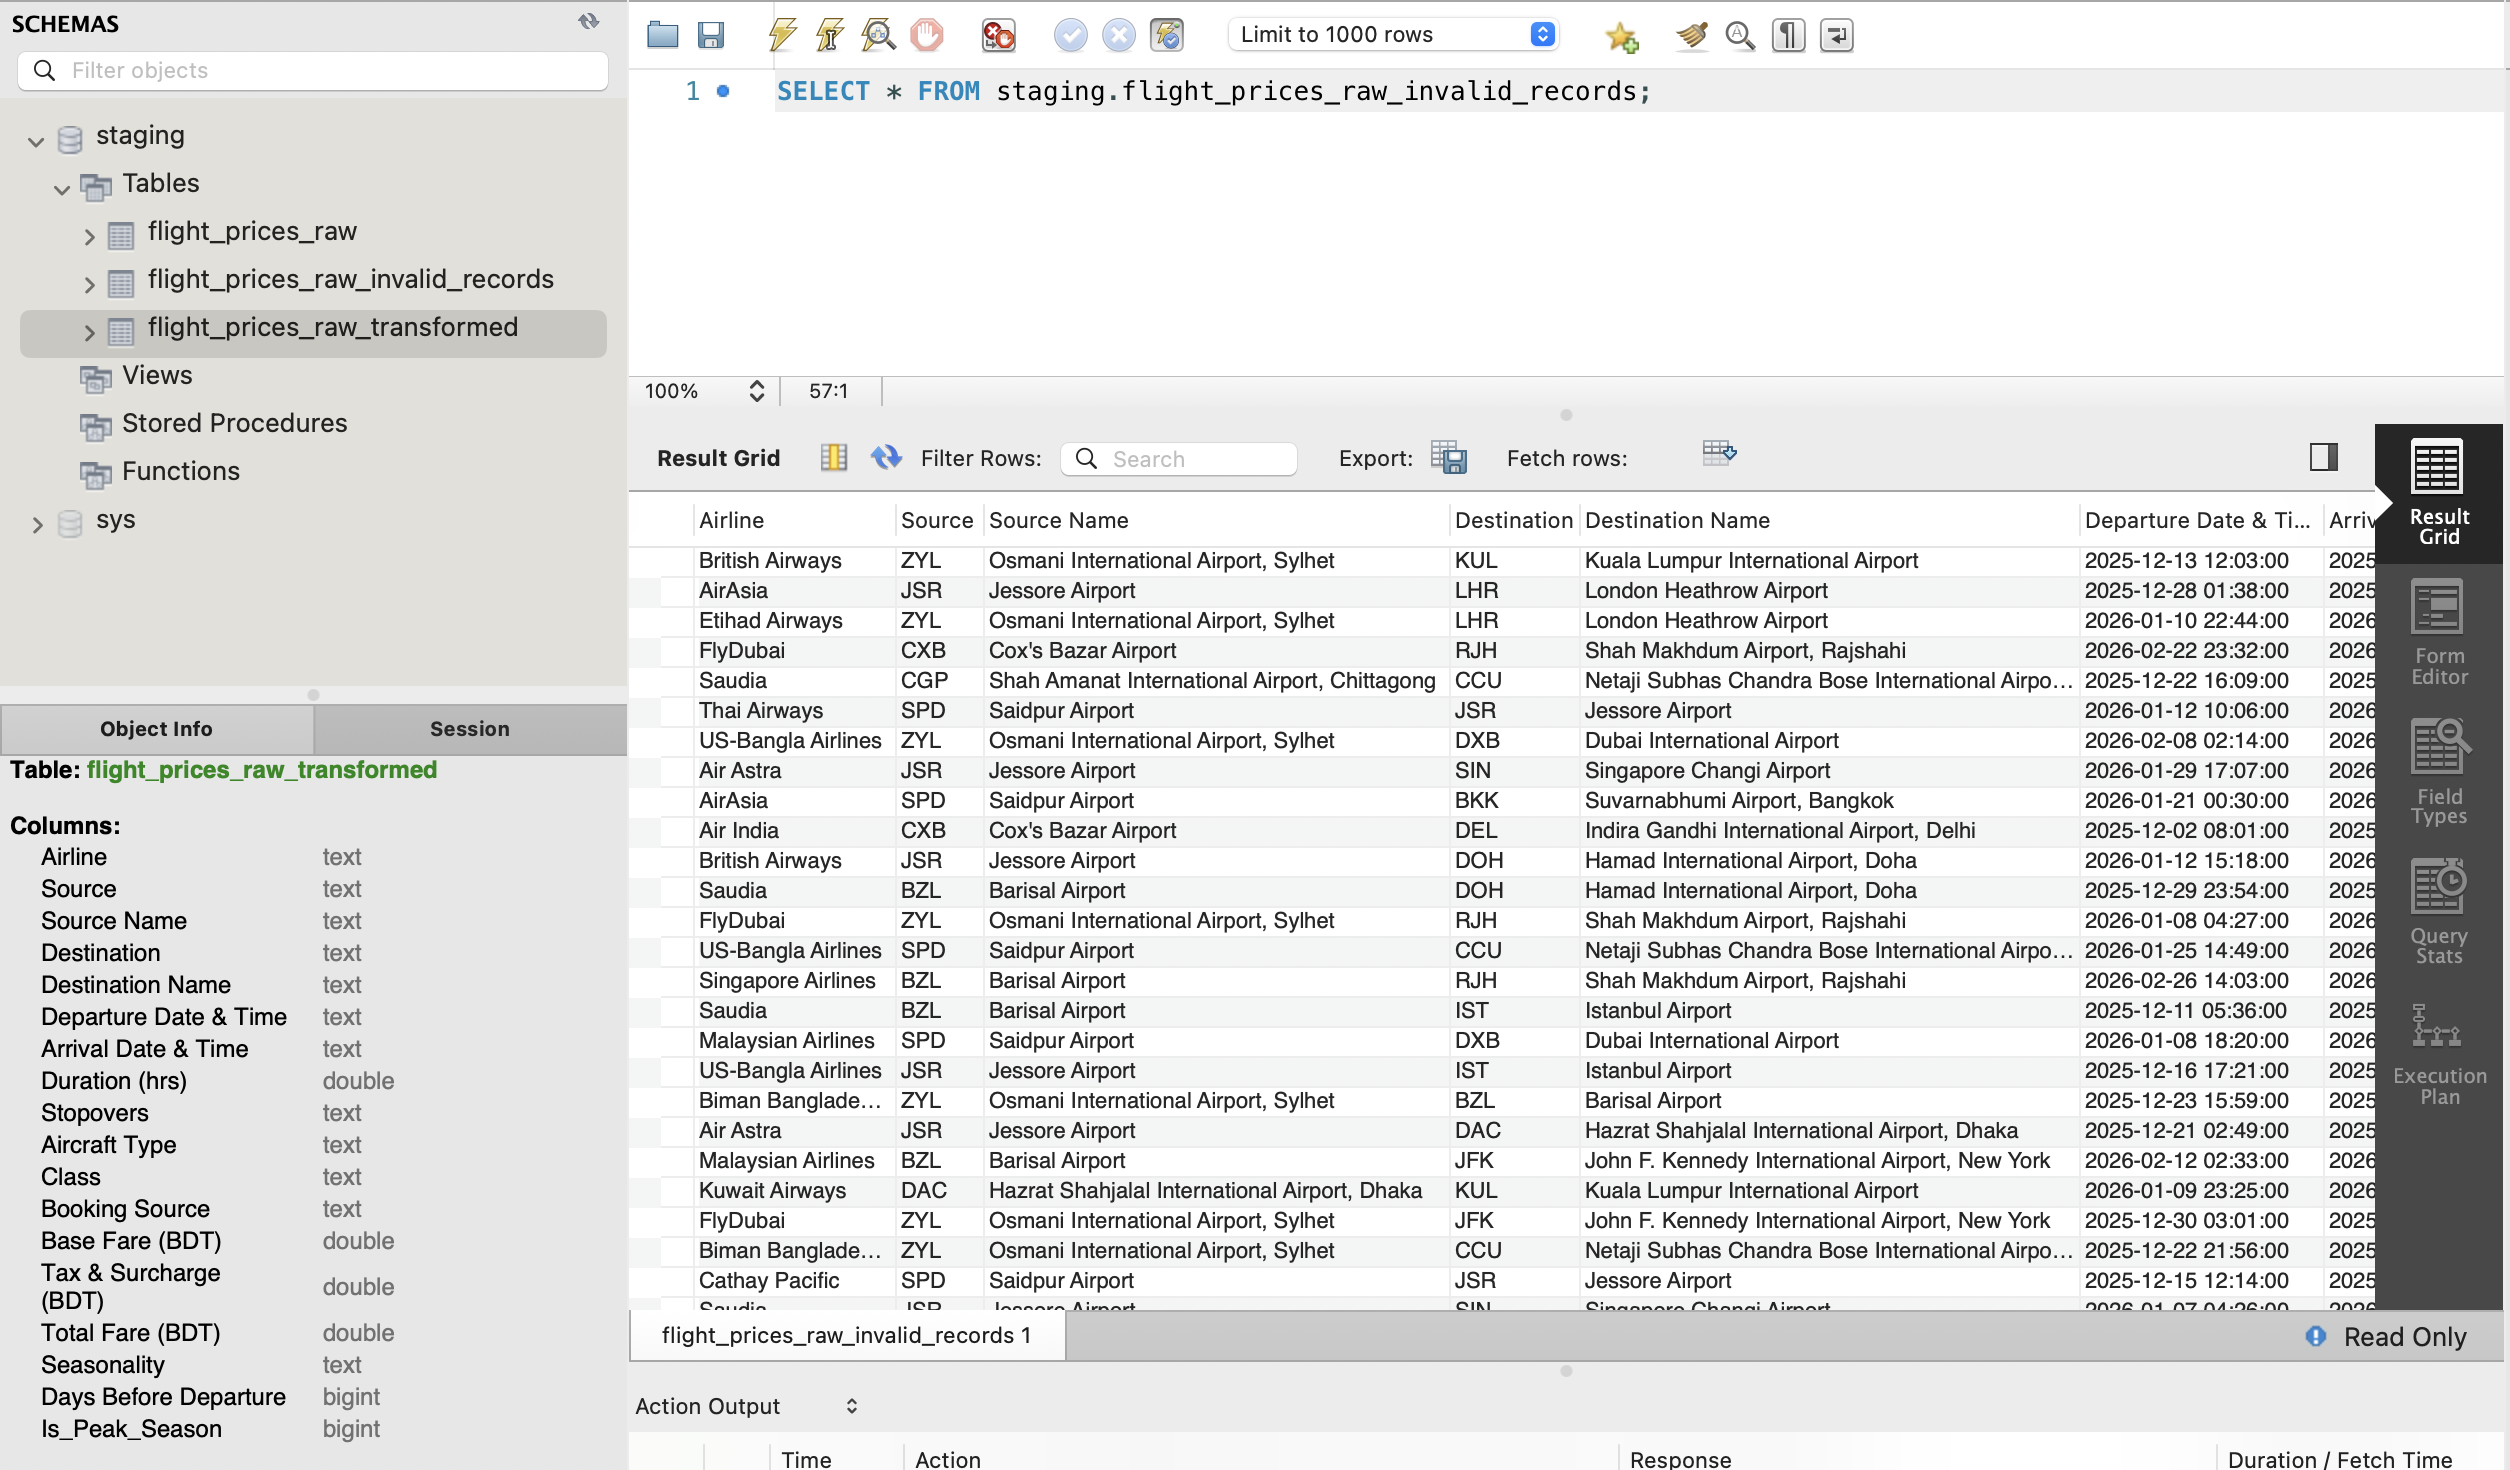 SCHEMAS
Filter objects
staging
Tables
flight_prices_raw
flight_prices_raw_invalid_records
flight_prices_raw_transformed
Views
Stored Procedures
Functions
sys
Object Info Session
Table: flight_prices_raw_transformed
Columns:
Airline text
Source text
Source Name text
Destination text
Destination Name text
Departure Date & Time text
Arrival Date & Time text
Duration (hrs) double
Stopovers text
Aircraft Type text
Class text
Booking Source text
Base Fare (BDT) double
Tax & Surcharge (BDT) double
Total Fare (BDT) double
Seasonality text
Days Before Departure bigint
Is_Peak_Season bigint
Limit to 1000 rows
1 SELECT * FROM staging.flight_prices_raw_invalid_records;
100% 57:1
Result Grid Filter Rows: Search Export: Fetch rows:
Airline Source Source Name Destination Destination Name Departure Date & Ti... Arriv
British Airways ZYL Osmani International Airport, Sylhet KUL Kuala Lumpur International Airport 2025-12-13 12:03:00 2025
AirAsia JSR Jessore Airport LHR London Heathrow Airport 2025-12-28 01:38:00 2025
Etihad Airways ZYL Osmani International Airport, Sylhet LHR London Heathrow Airport 2026-01-10 22:44:00 2026
FlyDubai CXB Cox's Bazar Airport RJH Shah Makhdum Airport, Rajshahi 2026-02-22 23:32:00 2026
Saudia CGP Shah Amanat International Airport, Chittagong CCU Netaji Subhas Chandra Bose International Airpo... 2025-12-22 16:09:00 2025
Thai Airways SPD Saidpur Airport JSR Jessore Airport 2026-01-12 10:06:00 2026
US-Bangla Airlines ZYL Osmani International Airport, Sylhet DXB Dubai International Airport 2026-02-08 02:14:00 2026
Air Astra JSR Jessore Airport SIN Singapore Changi Airport 2026-01-29 17:07:00 2026
AirAsia SPD Saidpur Airport BKK Suvarnabhumi Airport, Bangkok 2026-01-21 00:30:00 2026
Air India CXB Cox's Bazar Airport DEL Indira Gandhi International Airport, Delhi 2025-12-02 08:01:00 2025
British Airways JSR Jessore Airport DOH Hamad International Airport, Doha 2026-01-12 15:18:00 2026
Saudia BZL Barisal Airport DOH Hamad International Airport, Doha 2025-12-29 23:54:00 2025
FlyDubai ZYL Osmani International Airport, Sylhet RJH Shah Makhdum Airport, Rajshahi 2026-01-08 04:27:00 2026
US-Bangla Airlines SPD Saidpur Airport CCU Netaji Subhas Chandra Bose International Airpo... 2026-01-25 14:49:00 2026
Singapore Airlines BZL Barisal Airport RJH Shah Makhdum Airport, Rajshahi 2026-02-26 14:03:00 2026
Saudia BZL Barisal Airport IST Istanbul Airport 2025-12-11 05:36:00 2025
Malaysian Airlines SPD Saidpur Airport DXB Dubai International Airport 2026-01-08 18:20:00 2026
US-Bangla Airlines JSR Jessore Airport IST Istanbul Airport 2025-12-16 17:21:00 2025
Biman Banglade... ZYL Osmani International Airport, Sylhet BZL Barisal Airport 2025-12-23 15:59:00 2025
Air Astra JSR Jessore Airport DAC Hazrat Shahjalal International Airport, Dhaka 2025-12-21 02:49:00 2025
Malaysian Airlines BZL Barisal Airport JFK John F. Kennedy International Airport, New York 2026-02-12 02:33:00 2026
Kuwait Airways DAC Hazrat Shahjalal International Airport, Dhaka KUL Kuala Lumpur International Airport 2026-01-09 23:25:00 2026
FlyDubai ZYL Osmani International Airport, Sylhet JFK John F. Kennedy International Airport, New York 2025-12-30 03:01:00 2025
Biman Banglade... ZYL Osmani International Airport, Sylhet CCU Netaji Subhas Chandra Bose International Airpo... 2025-12-22 21:56:00 2025
Cathay Pacific SPD Saidpur Airport JSR Jessore Airport 2025-12-15 12:14:00 2025
Saudia JSR Jessore Airport SIN Singapore Changi Airport 2026-01-07 04:26:00 2026
Result Grid
Form Editor
Field Types
Query Stats
Execution Plan
flight_prices_raw_invalid_records 1 Read Only
Action Output
Time Action Response Duration / Fetch Time